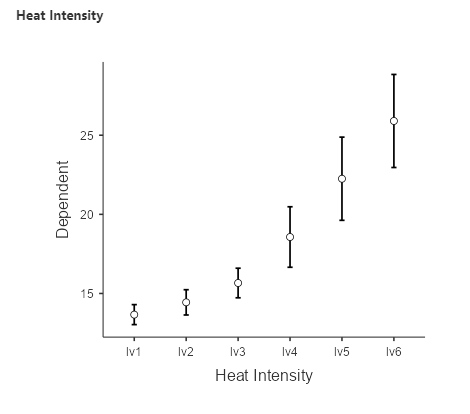 Heat Intensity
25
20
15
Dependent
lv1 lv2 lv3 lv4 lv5 lv6
Heat Intensity